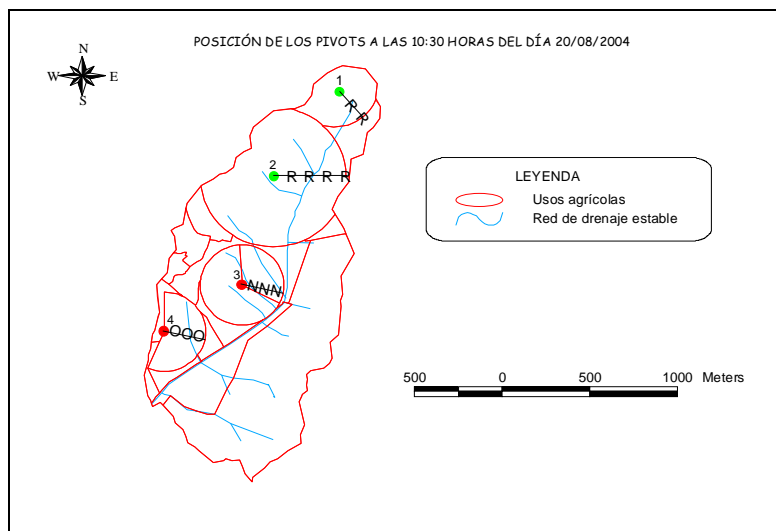 POSICIÓN DE LOS PIVOTS A LAS 10:30 HORAS DEL DÍA 20/08/2004
N
W E
S
1
R R
2
R R R R
3
NNN
4
OOO
LEYENDA
Usos agrícolas
Red de drenaje estable
500 0 500 1000 Meters